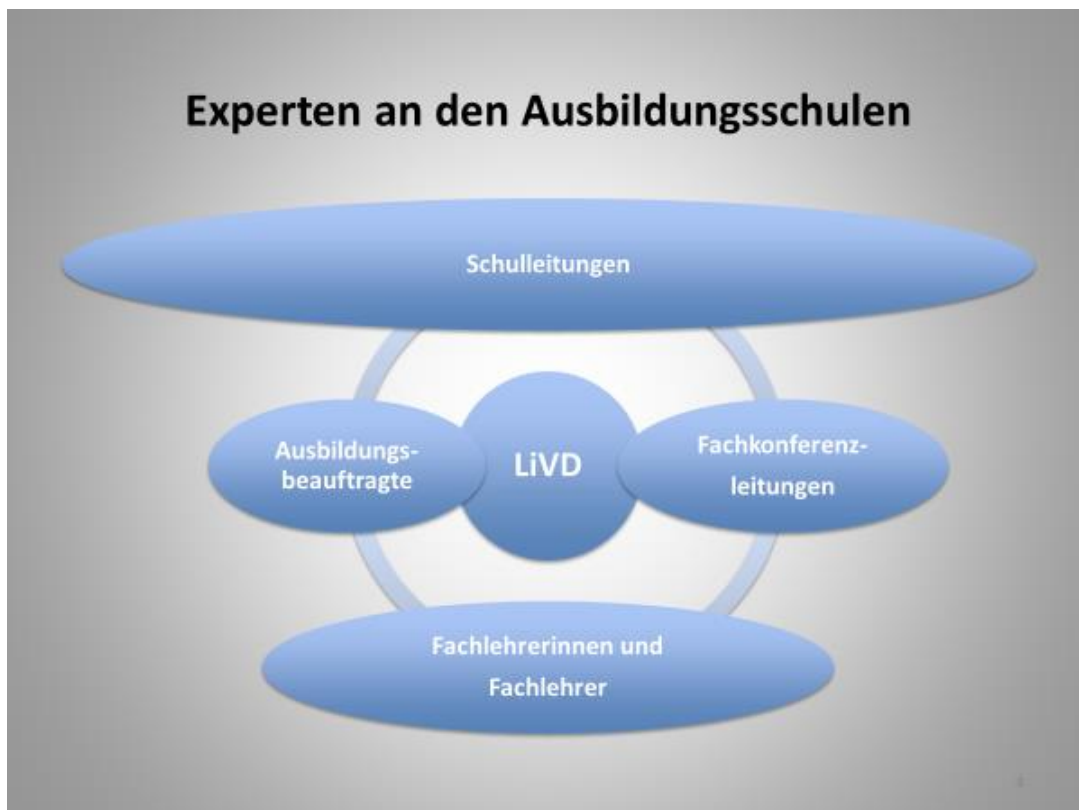 Experten an den Ausbildungsschulen
Schulleitungen
Ausbildungs-
beauftragte
LiVD
Fachkonferenz-
leitungen
Fachlehrerinnen und
Fachlehrer